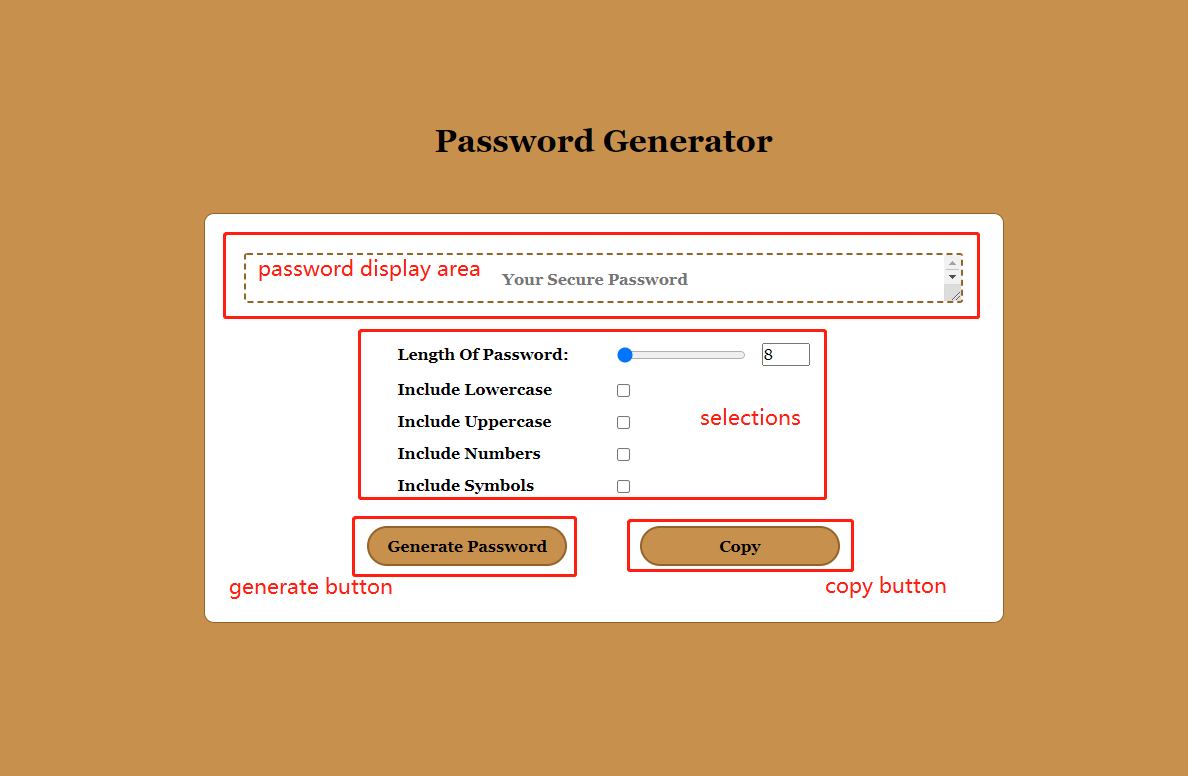 Password Generator
password display area
Your Secure Password
Length Of Password: 8
Include Lowercase
Include Uppercase
selections
Include Numbers
Include Symbols
Generate Password Copy
generate button copy button